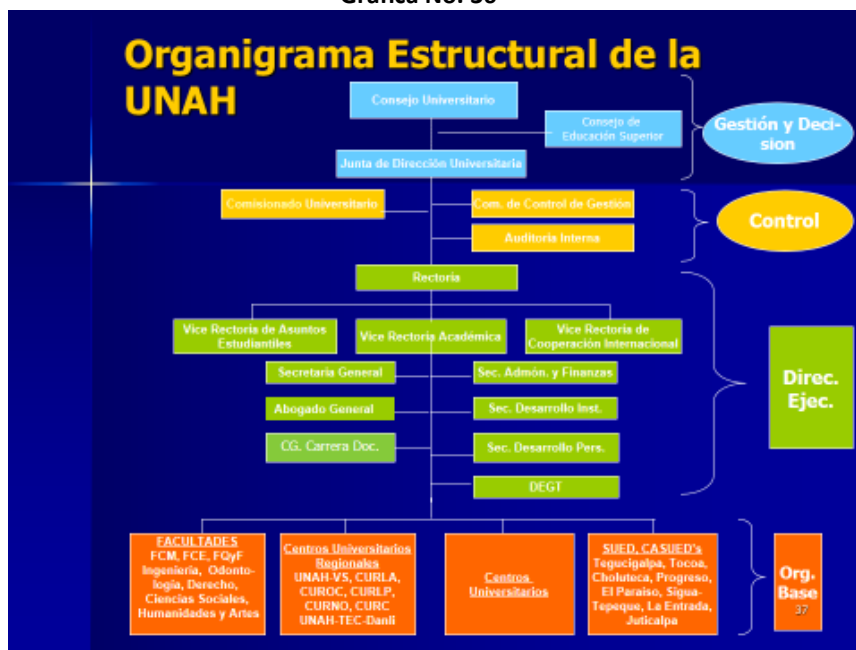 Organigrama Estructural de la
UNAH
Consejo Universitario
Consejo de
Educación Superior
Junta de Dirección Universitaria
Gestión y Deci-
sion
Comisionado Universitario
Com. de Control de Gestión
Auditoria Interna
Control
Rectoria
Vice Rectoría de Asuntos
Estudiantiles
Vice Rectoría Académica
Vice Rectoría de
Cooperación Internacional
Secretaria General
Sec. Admón. y Finanzas
Abogado General
Sec. Desarrollo Inst.
CG. Carrera Doc.
Sec. Desarrollo Pers.
DEGT
Direc.
Ejec.
FACULTADES
FCM, FCE, FQyF
Ingeniería, Odonto-
logia, Derecho,
Ciencias Sociales,
Humanidades y Artes
Centros Universitarios
Regionales
UNAH-VS, CURLA,
CUROC, CURLP,
CURNO, CURC
UNAH-TEC-Danlí
Centros
Universitarios
SUED, CASUED's
Tegucigalpa, Tocoa,
Choluteca, Progreso,
El Paraiso, Sigua-
Tepeque, La Entrada,
Juticalpa
Org.
Base
37